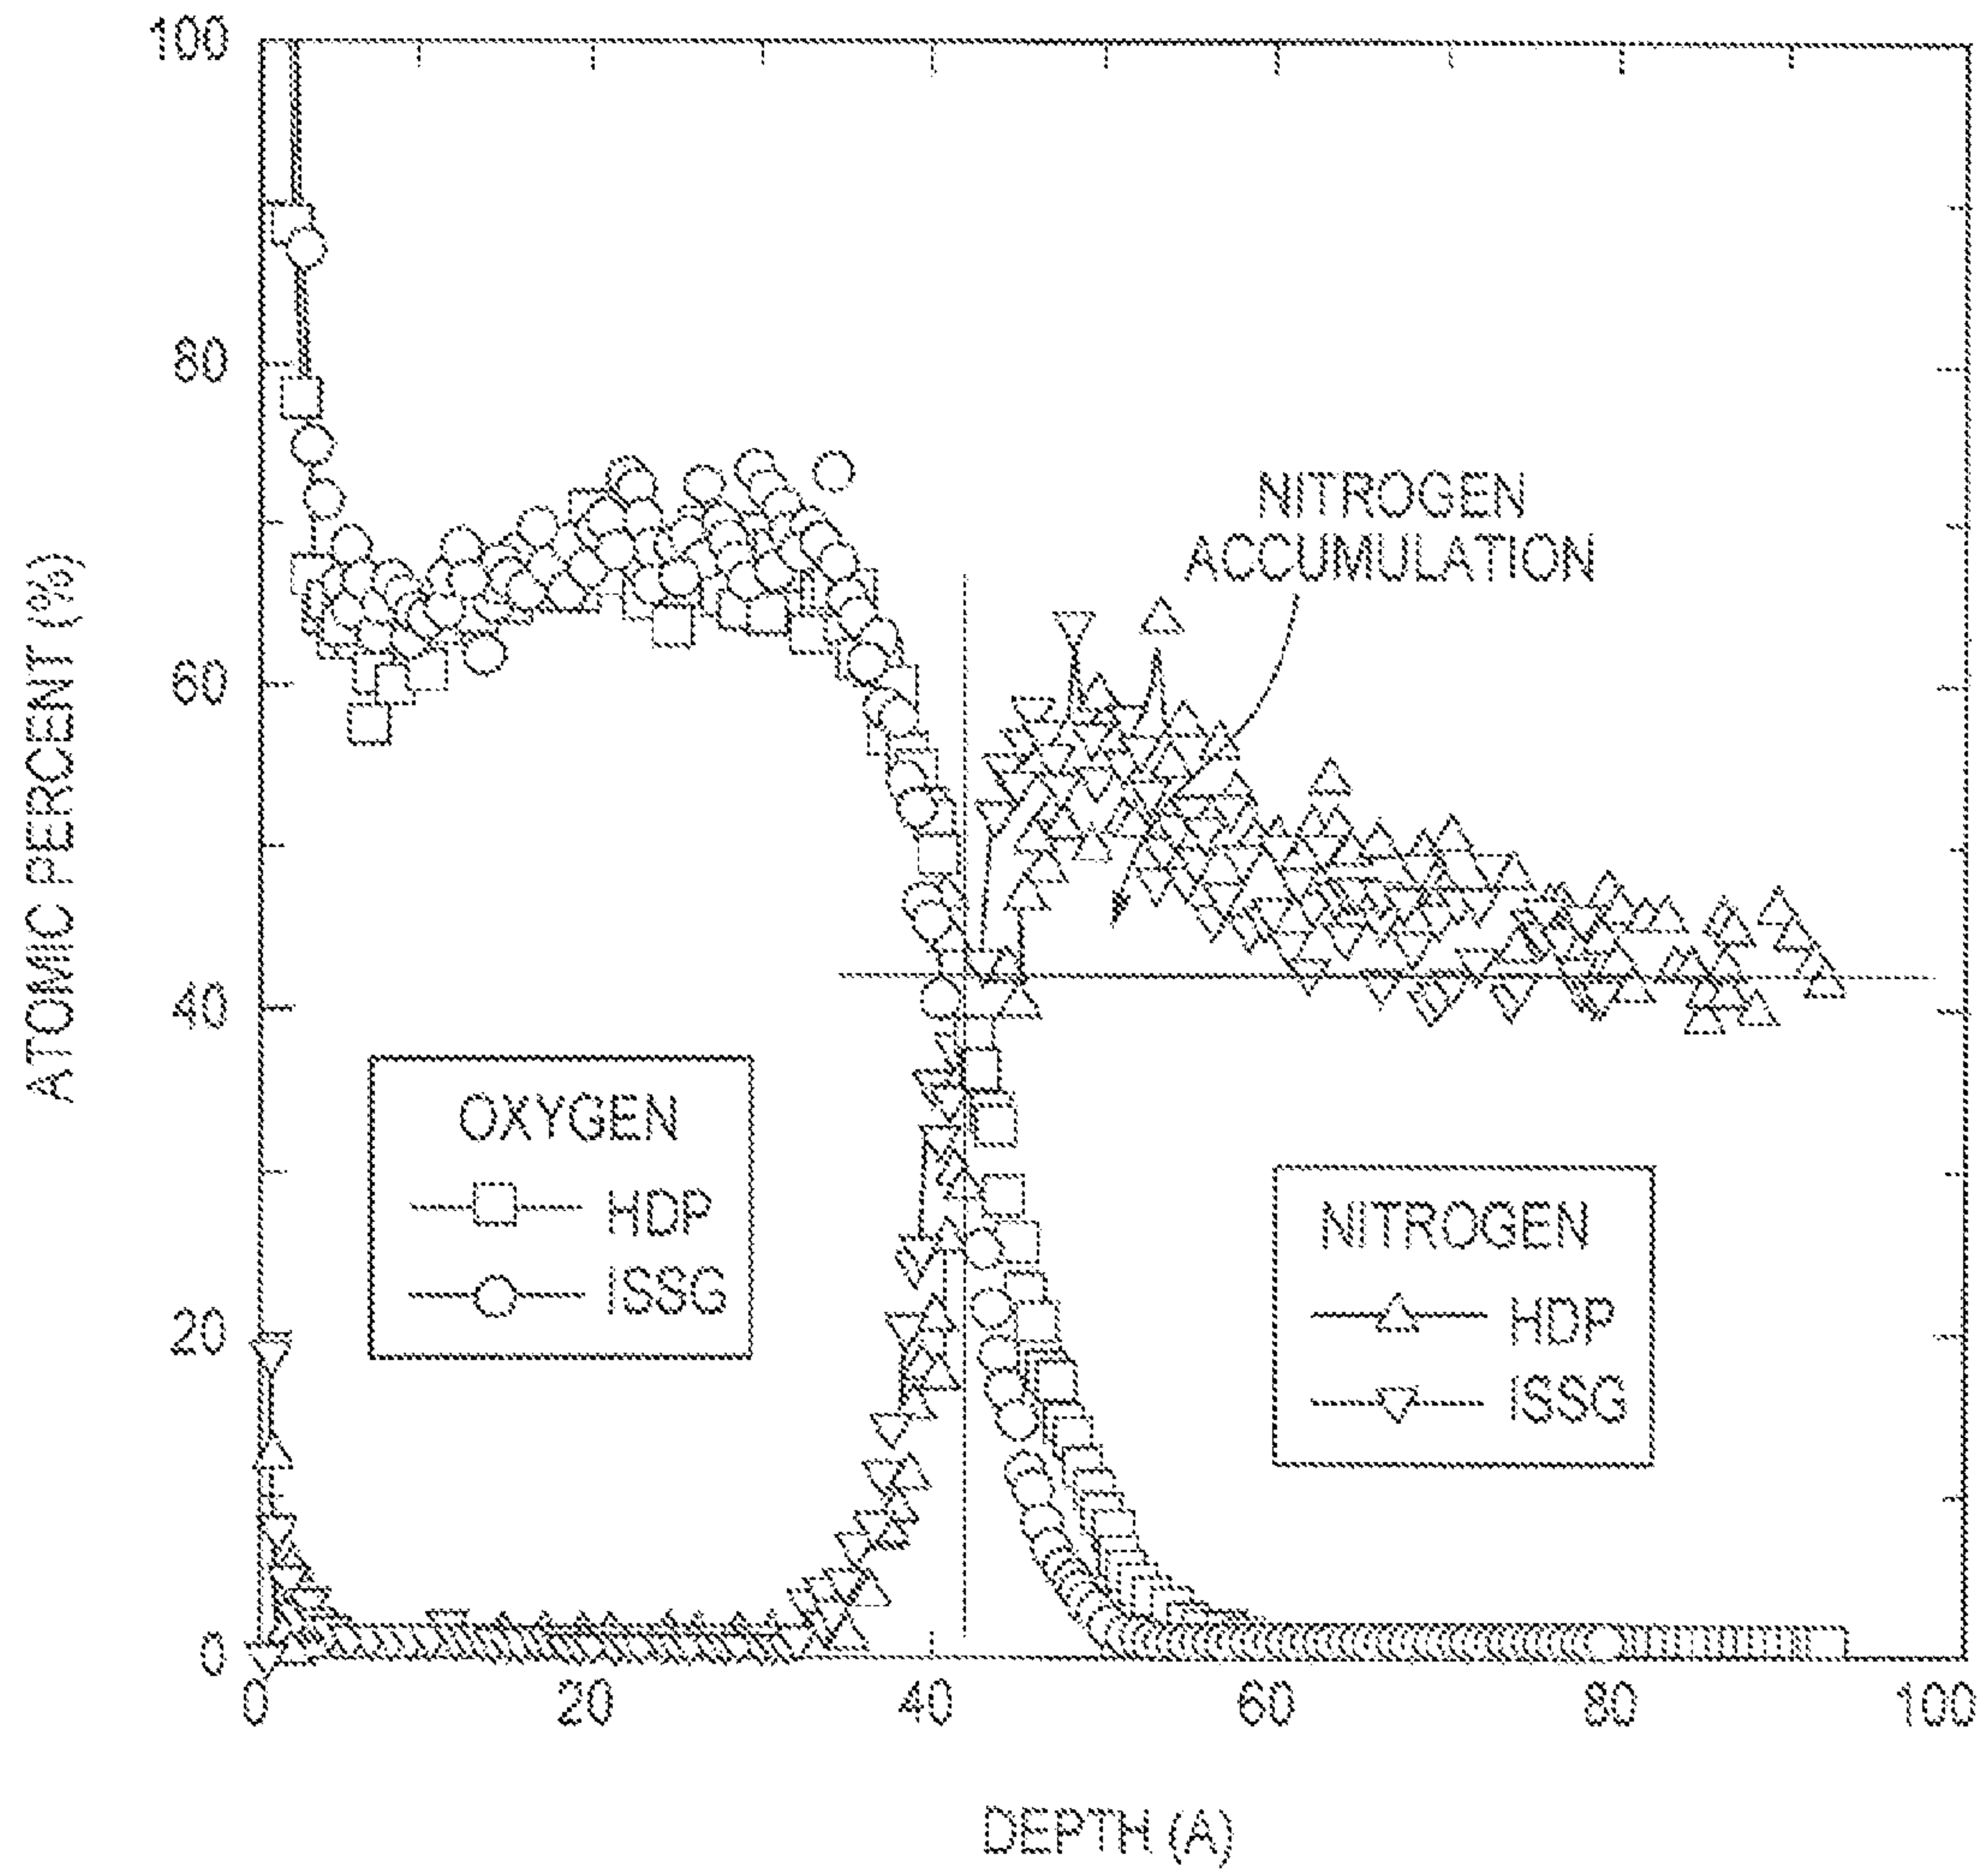 100
80
60
40
20
0
ATOMIC PERCENT (%)
NITROGEN
ACCUMULATION
OXYGEN
HDP
ISSG
NITROGEN
HDP
ISSG
0
20
40
60
80
100
DEPTH (A)